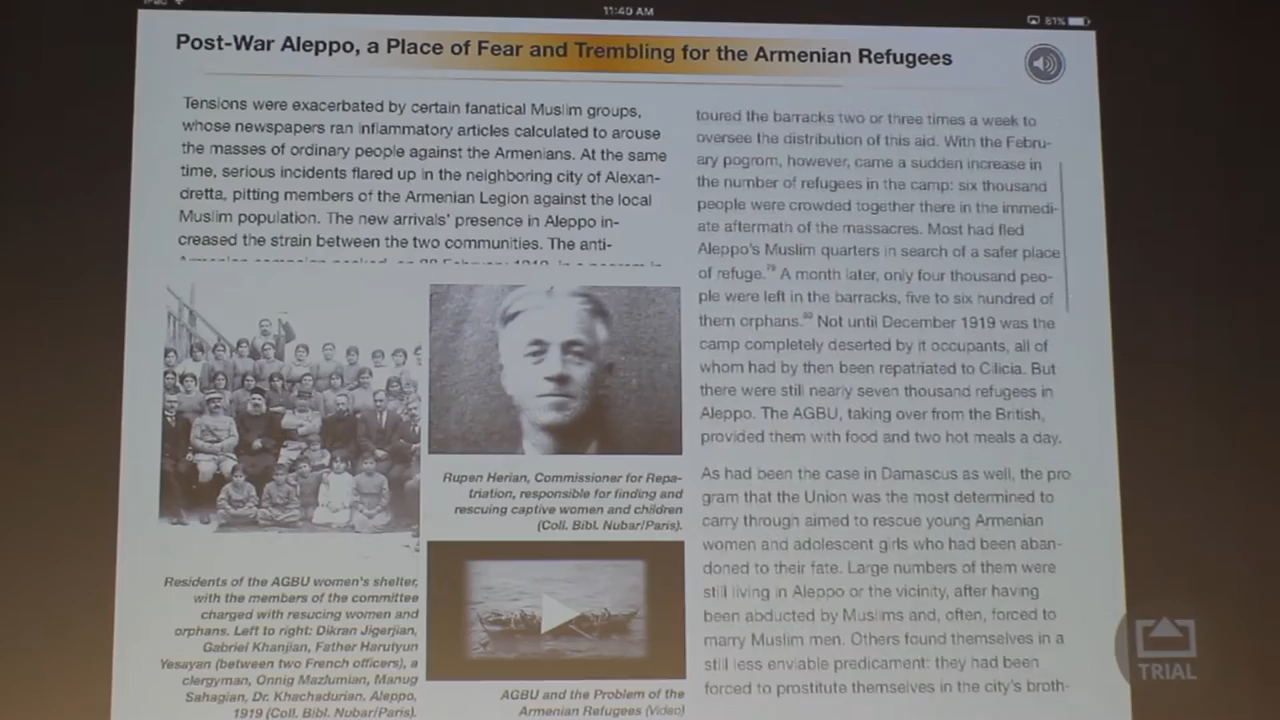 11:40 AM
81%
Post-War Aleppo, a Place of Fear and Trembling for the Armenian Refugees
Tensions were exacerbated by certain fanatical Muslim groups,
whose newspapers ran inflammatory articles calculated to arouse
the masses of ordinary people against the Armenians. At the same
time, serious incidents flared up in the neighboring city of Alexan-
dretta, pitting members of the Armenian Legion against the local
Muslim population. The new arrivals' presence in Aleppo in-
creased the strain between the two communities. The anti-
Residents of the AGBU women's shelter,
with the members of the committee
charged with resucing women and
orphans. Left to right: Dikran Jigerjian,
Gabriel Khanjian, Father Harutyun
Yesayan (between two French officers), a
clergyman, Onnig Mazlumian, Manug
Sahagian, Dr. Khachadurian. Aleppo,
1919 (Coll. Bibl. Nubar/Paris).
Rupen Herian, Commissioner for Repa-
triation, responsible for finding and
rescuing captive women and children
(Coll. Bibl. Nubar/Paris).
AGBU and the Problem of the
Armenian Refugees (Video)
toured the barracks two or three times a week to
oversee the distribution of this aid. With the Febru-
ary pogrom, however, came a sudden increase in
the number of refugees in the camp: six thousand
people were crowded together there in the immedi-
ate aftermath of the massacres. Most had fled
Aleppo's Muslim quarters in search of a safer place
of refuge.79 A month later, only four thousand peo-
ple were left in the barracks, five to six hundred of
them orphans.80 Not until December 1919 was the
camp completely deserted by it occupants, all of
whom had by then been repatriated to Cilicia. But
there were still nearly seven thousand refugees in
Aleppo. The AGBU, taking over from the British,
provided them with food and two hot meals a day.
As had been the case in Damascus as well, the pro
gram that the Union was the most determined to
carry through aimed to rescue young Armenian
women and adolescent girls who had been aban-
doned to their fate. Large numbers of them were
still living in Aleppo or the vicinity, after having
been abducted by Muslims and, often, forced to
marry Muslim men. Others found themselves in a
still less enviable predicament: they had been
forced to prostitute themselves in the city's broth-
TRIAL